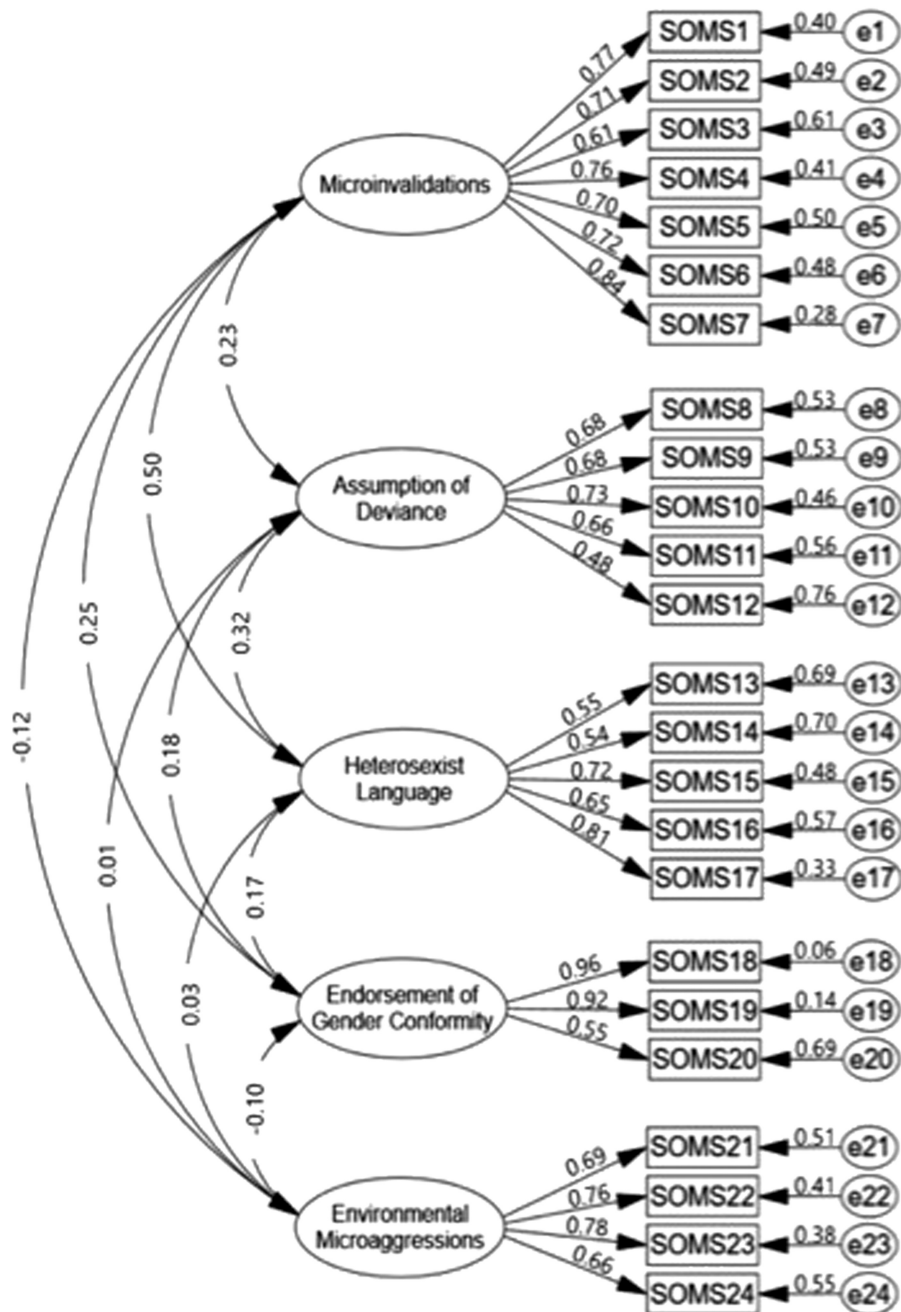 0.77 SOMS1 0.40 e1
0.71 SOMS2 0.49 e2
0.61 SOMS3 0.61 e3
Microinvalidations 0.76 SOMS4 0.41 e4
0.70 SOMS5 0.50 e5
0.72 SOMS6 0.48 e6
0.84 SOMS7 0.28 e7
0.23
0.68 SOMS8 0.53 e8
0.68 SOMS9 0.53 e9
Assumption of
Deviance
0.73 SOMS10 0.46 e10
0.66 SOMS11 0.56 e11
0.48 SOMS12 0.76 e12
0.50
0.25
0.32
-0.12
0.18
0.01
0.55 SOMS13 0.69 e13
0.54 SOMS14 0.70 e14
Heterosexist
Language
0.72 SOMS15 0.48 e15
0.65 SOMS16 0.57 e16
0.81 SOMS17 0.33 e17
0.17
0.03
0.96 SOMS18 0.06 e18
Endorsement of
Gender Conformity
0.92 SOMS19 0.14 e19
0.55 SOMS20 0.69 e20
-0.10
0.69 SOMS21 0.51 e21
0.76 SOMS22 0.41 e22
Environmental
Microaggressions
0.78 SOMS23 0.38 e23
0.66 SOMS24 0.55 e24